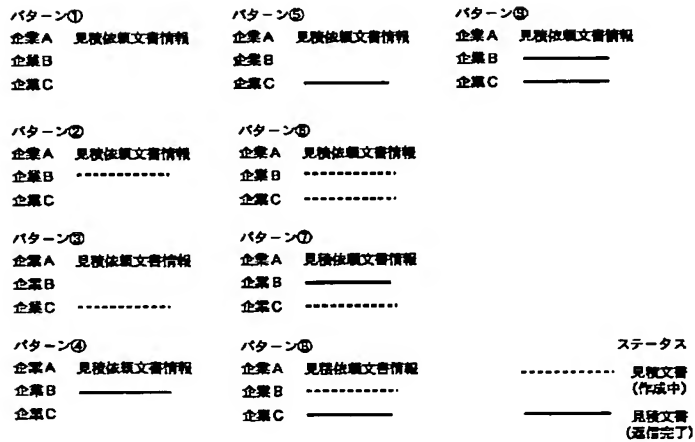 パターン①
企業A 見積依頼文書情報
企業B
企業C
パターン②
企業A 見積依頼文書情報
企業B
企業C
パターン③
企業A 見積依頼文書情報
企業B
企業C
パターン④
企業A 見積依頼文書情報
企業B
企業C
パターン⑤
企業A 見積依頼文書情報
企業B
企業C
パターン⑥
企業A 見積依頼文書情報
企業B
企業C
パターン⑦
企業A 見積依頼文書情報
企業B
企業C
パターン⑧
企業A 見積依頼文書情報
企業B
企業C
パターン⑨
企業A 見積依頼文書情報
企業B
企業C
ステータス
見積文書
(作成中)
見積文書
(返信完了)